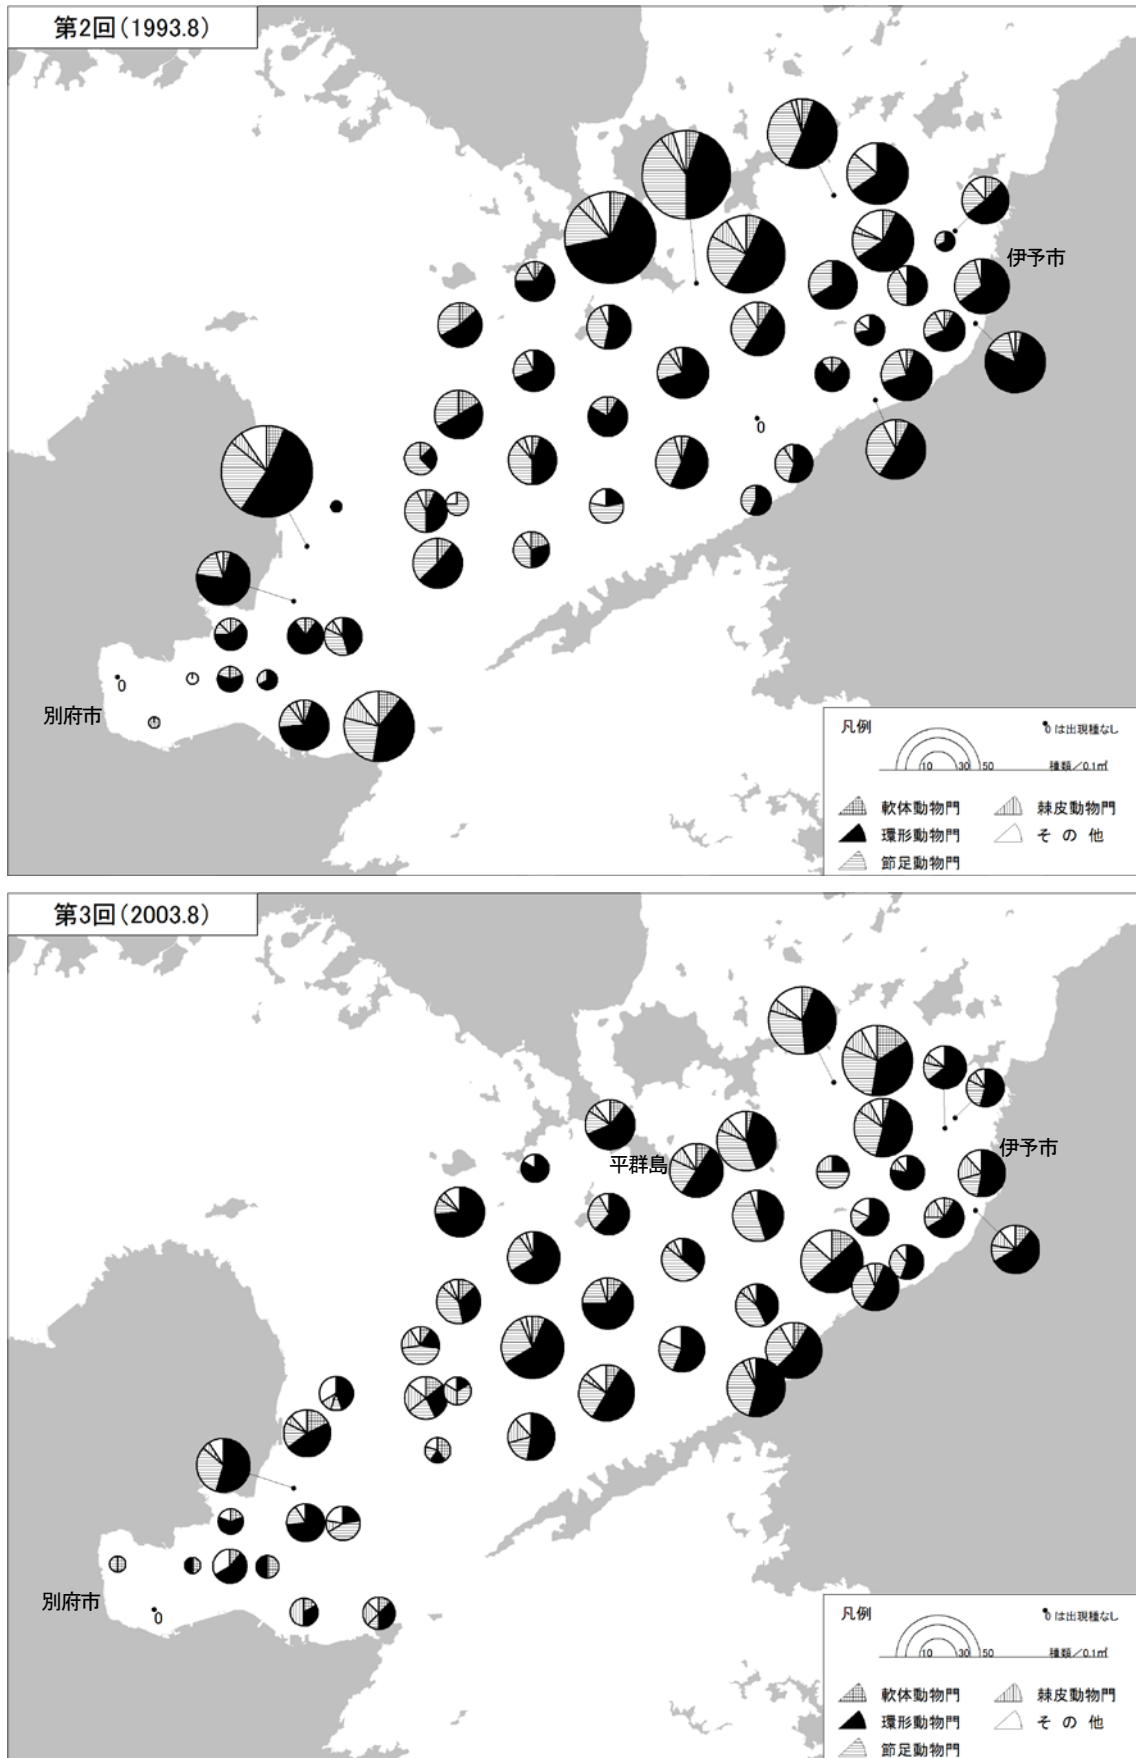 第2回(1993.8)
伊予市
0
0
別府市
凡例
0 は出現種なし
10 30 50 種類/0.1㎡
軟体動物門 棘皮動物門
環形動物門 その他
節足動物門
第3回(2003.8)
伊予市
平群島
別府市
0
凡例
0 は出現種なし
10 30 50 種類/0.1㎡
軟体動物門 棘皮動物門
環形動物門 その他
節足動物門